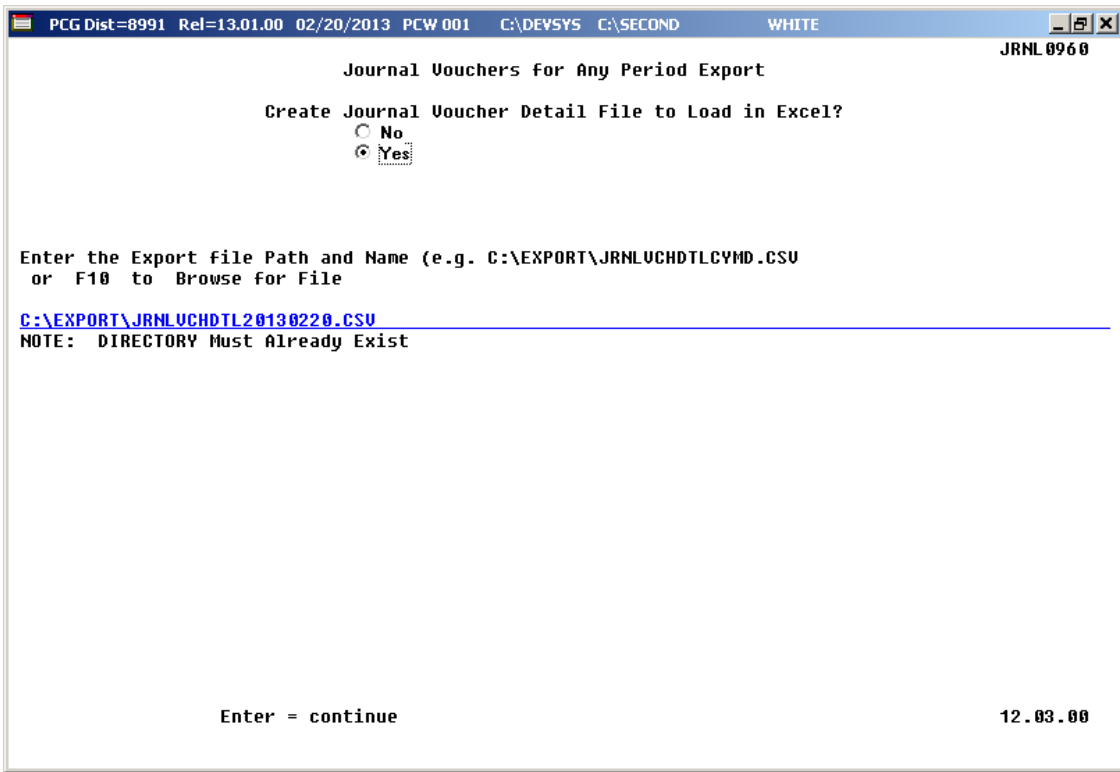 PCG Dist=8991 Rel=13.01.00 02/20/2013 PCW 001 C:\DEVSYS C:\SECOND WHITE
JRNL0960
Journal Vouchers for Any Period Export
Create Journal Voucher Detail File to Load in Excel?
No
Yes
Enter the Export file Path and Name (e.g. C:\EXPORT\JRNLVCHDTLCYMD.CSV
or F10 to Browse for File
C:\EXPORT\JRNLVCHDTL20130220.CSV
NOTE: DIRECTORY Must Already Exist
Enter = continue
12.03.00